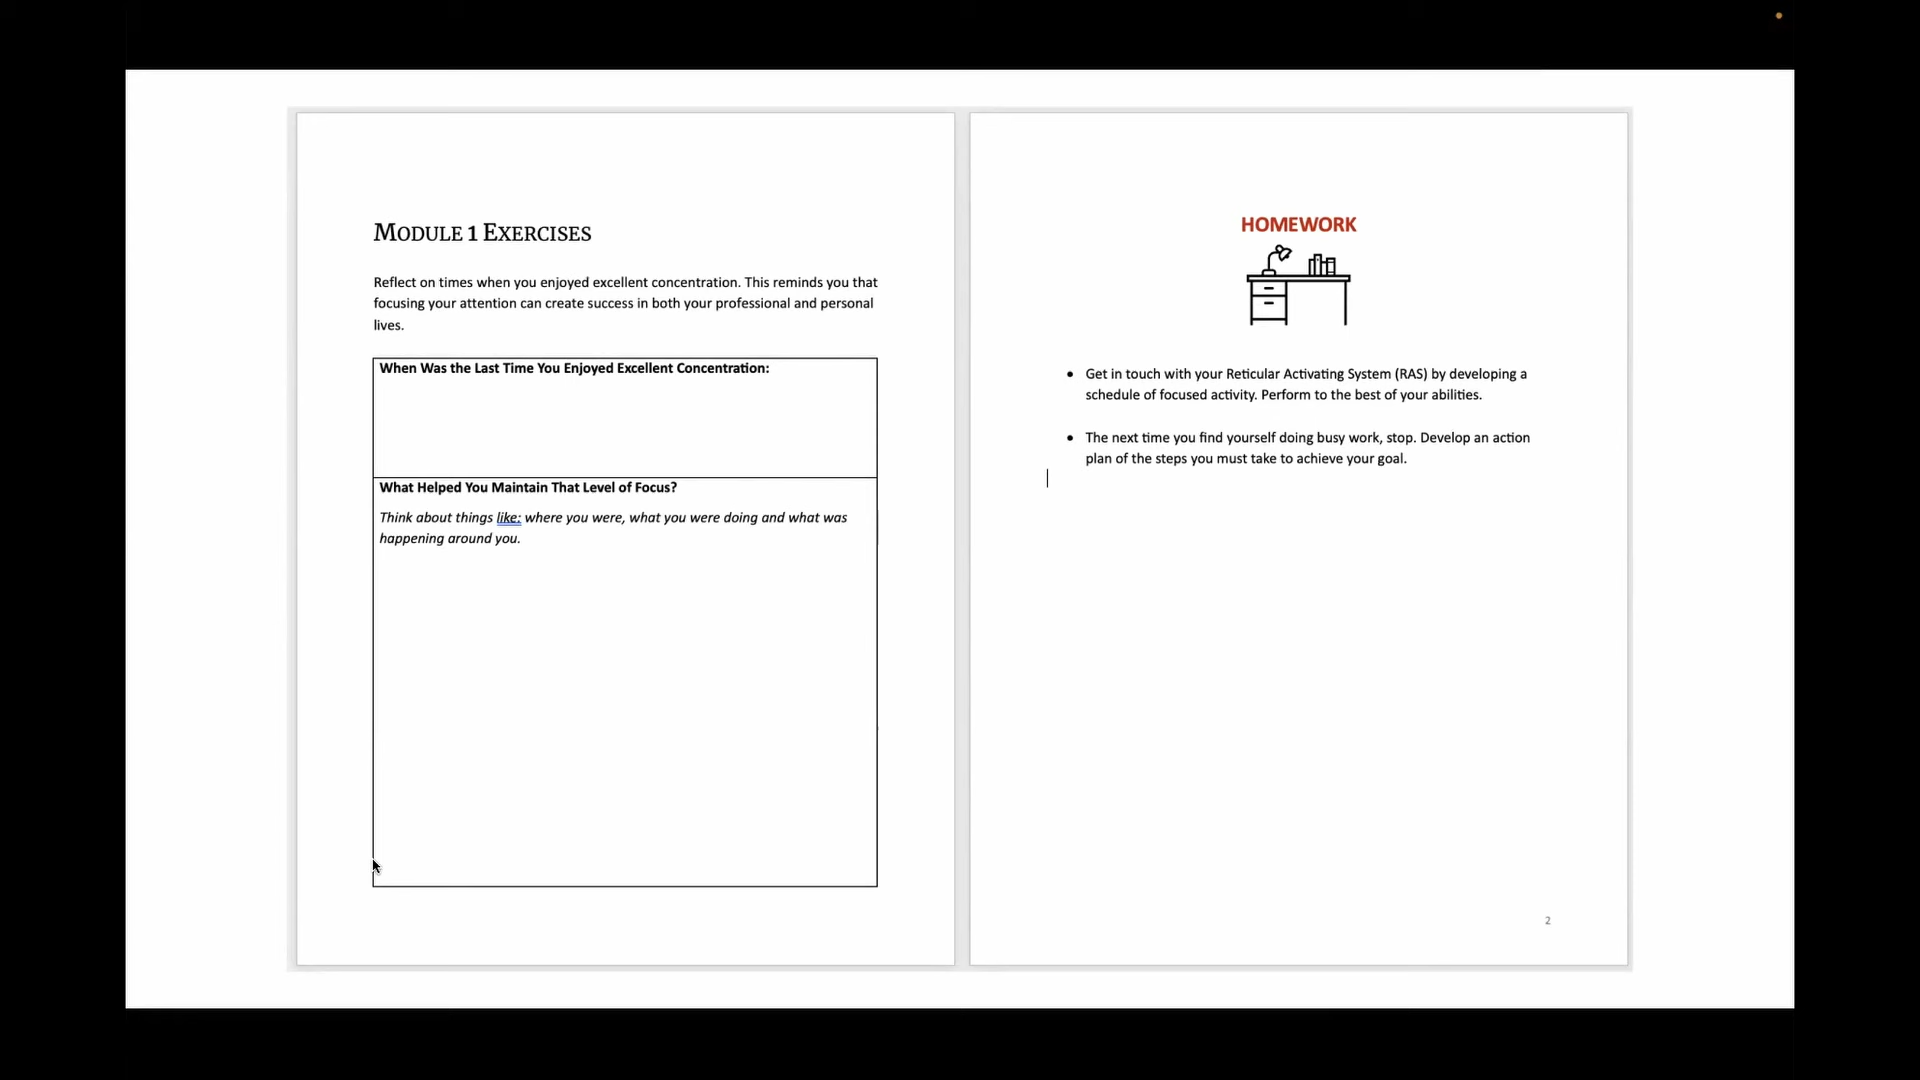 MODULE 1 EXERCISES
Reflect on times when you enjoyed excellent concentration. This reminds you that
focusing your attention can create success in both your professional and personal
lives.
When Was the Last Time You Enjoyed Excellent Concentration:
What Helped You Maintain That Level of Focus?
Think about things like: where you were, what you were doing and what was
happening around you.
HOMEWORK
• Get in touch with your Reticular Activating System (RAS) by developing a
schedule of focused activity. Perform to the best of your abilities.
• The next time you find yourself doing busy work, stop. Develop an action
plan of the steps you must take to achieve your goal.
2